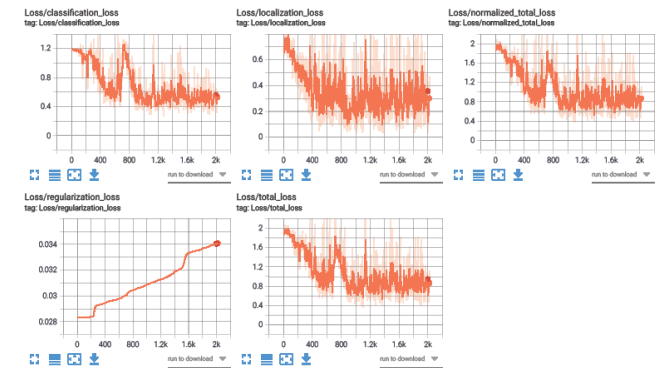 Loss/classification_loss
tag: Loss/classification_loss
1.2
0.8
0.4
0
0 400 800 1.2k 1.6k 2k
run to download
Loss/localization_loss
tag: Loss/localization_loss
0.6
0.4
0.2
0
0 400 800 1.2k 1.6k 2k
run to download
Loss/normalized_total_loss
tag: Loss/normalized_total_loss
2
1.6
1.2
0.8
0.4
0
0 400 800 1.2k 1.6k 2k
run to download
Loss/regularization_loss
tag: Loss/regularization_loss
0.034
0.032
0.03
0.028
0 400 800 1.2k 1.6k 2k
run to download
Loss/total_loss
tag: Loss/total_loss
2
1.6
1.2
0.8
0.4
0
0 400 800 1.2k 1.6k 2k
run to download